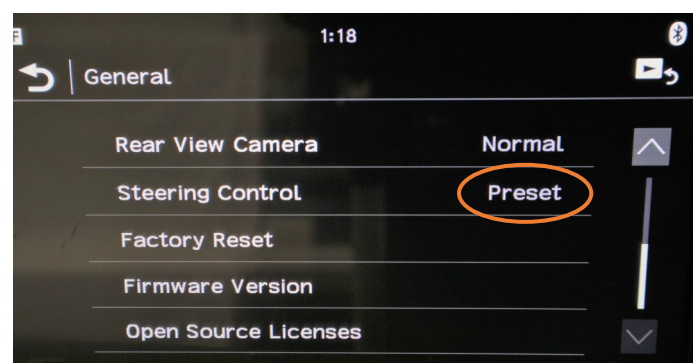 1:18
General
Rear View Camera Normal
Steering Control Preset
Factory Reset
Firmware Version
Open Source Licenses